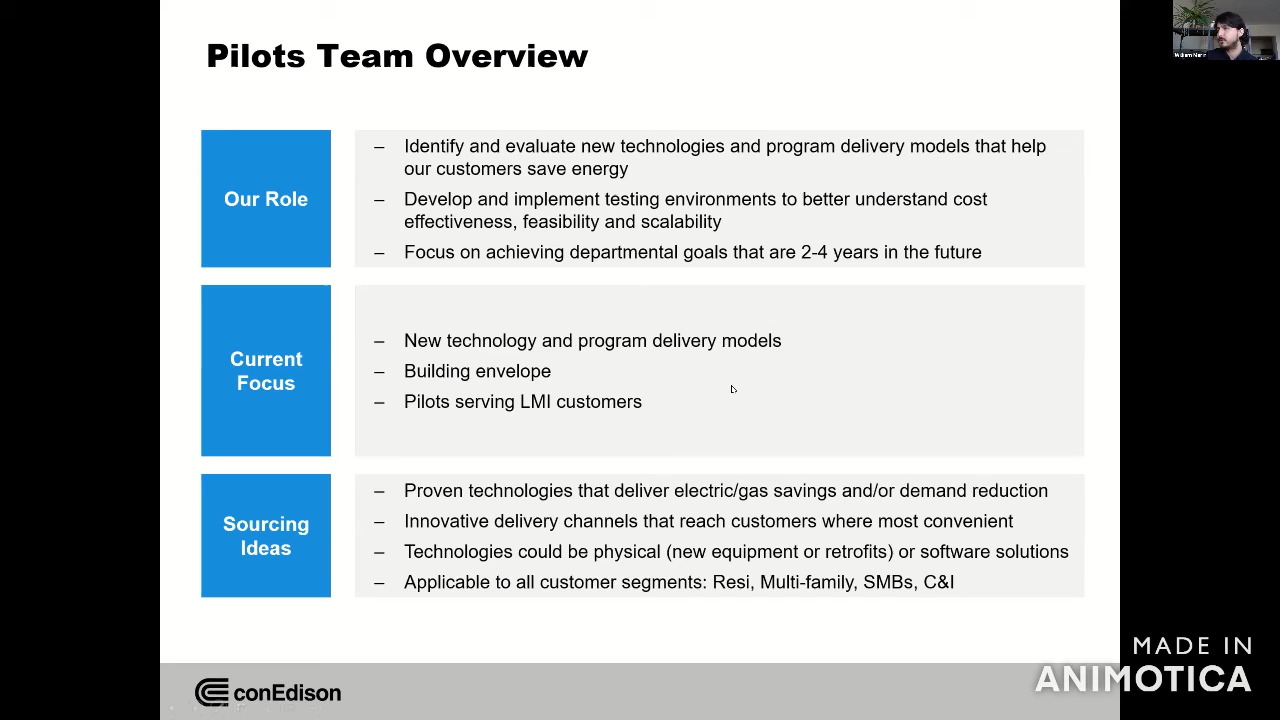 Pilots Team Overview
William
Our Role
– Identify and evaluate new technologies and program delivery models that help
our customers save energy
– Develop and implement testing environments to better understand cost
effectiveness, feasibility and scalability
– Focus on achieving departmental goals that are 2-4 years in the future
Current
Focus
– New technology and program delivery models
– Building envelope
– Pilots serving LMI customers
Sourcing
Ideas
– Proven technologies that deliver electric/gas savings and/or demand reduction
– Innovative delivery channels that reach customers where most convenient
– Technologies could be physical (new equipment or retrofits) or software solutions
– Applicable to all customer segments: Resi, Multi-family, SMBs, C&I
conEdison
MADE IN
ANIMOTICA